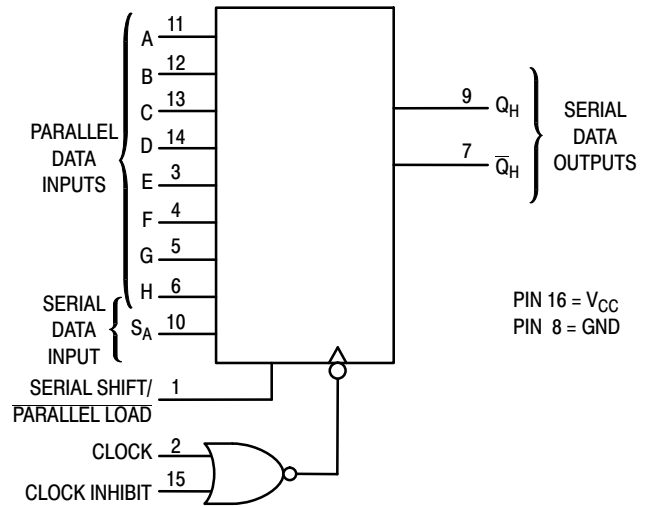 A 11
B 12
C 13
D 14
E 3
F 4
G 5
H 6
PARALLEL
DATA
INPUTS
SERIAL
DATA
INPUT
SA 10
SERIAL SHIFT/
PARALLEL LOAD
1
CLOCK 2
CLOCK INHIBIT 15
9 QH
7 Q̅H
SERIAL
DATA
OUTPUTS
PIN 16 = VCC
PIN 8 = GND